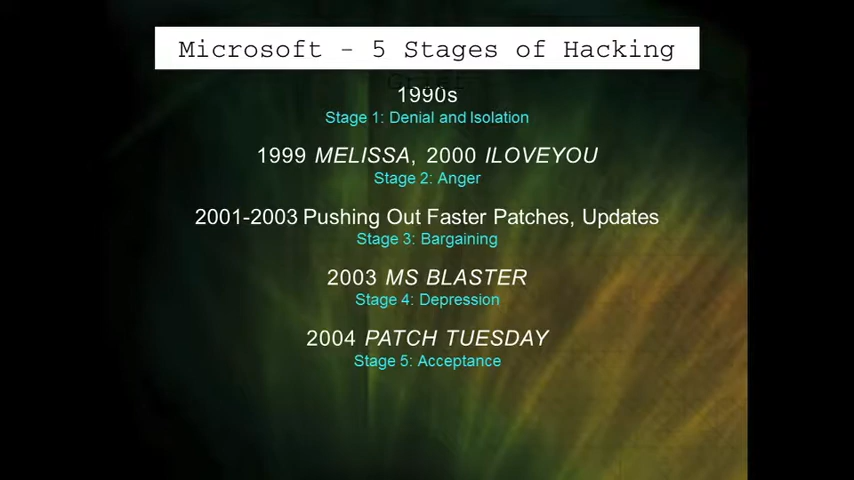 Microsoft - 5 Stages of Hacking
Grief
1990s
Stage 1: Denial and Isolation
1999 MELISSA, 2000 ILOVEYOU
Stage 2: Anger
2001-2003 Pushing Out Faster Patches, Updates
Stage 3: Bargaining
2003 MS BLASTER
Stage 4: Depression
2004 PATCH TUESDAY
Stage 5: Acceptance